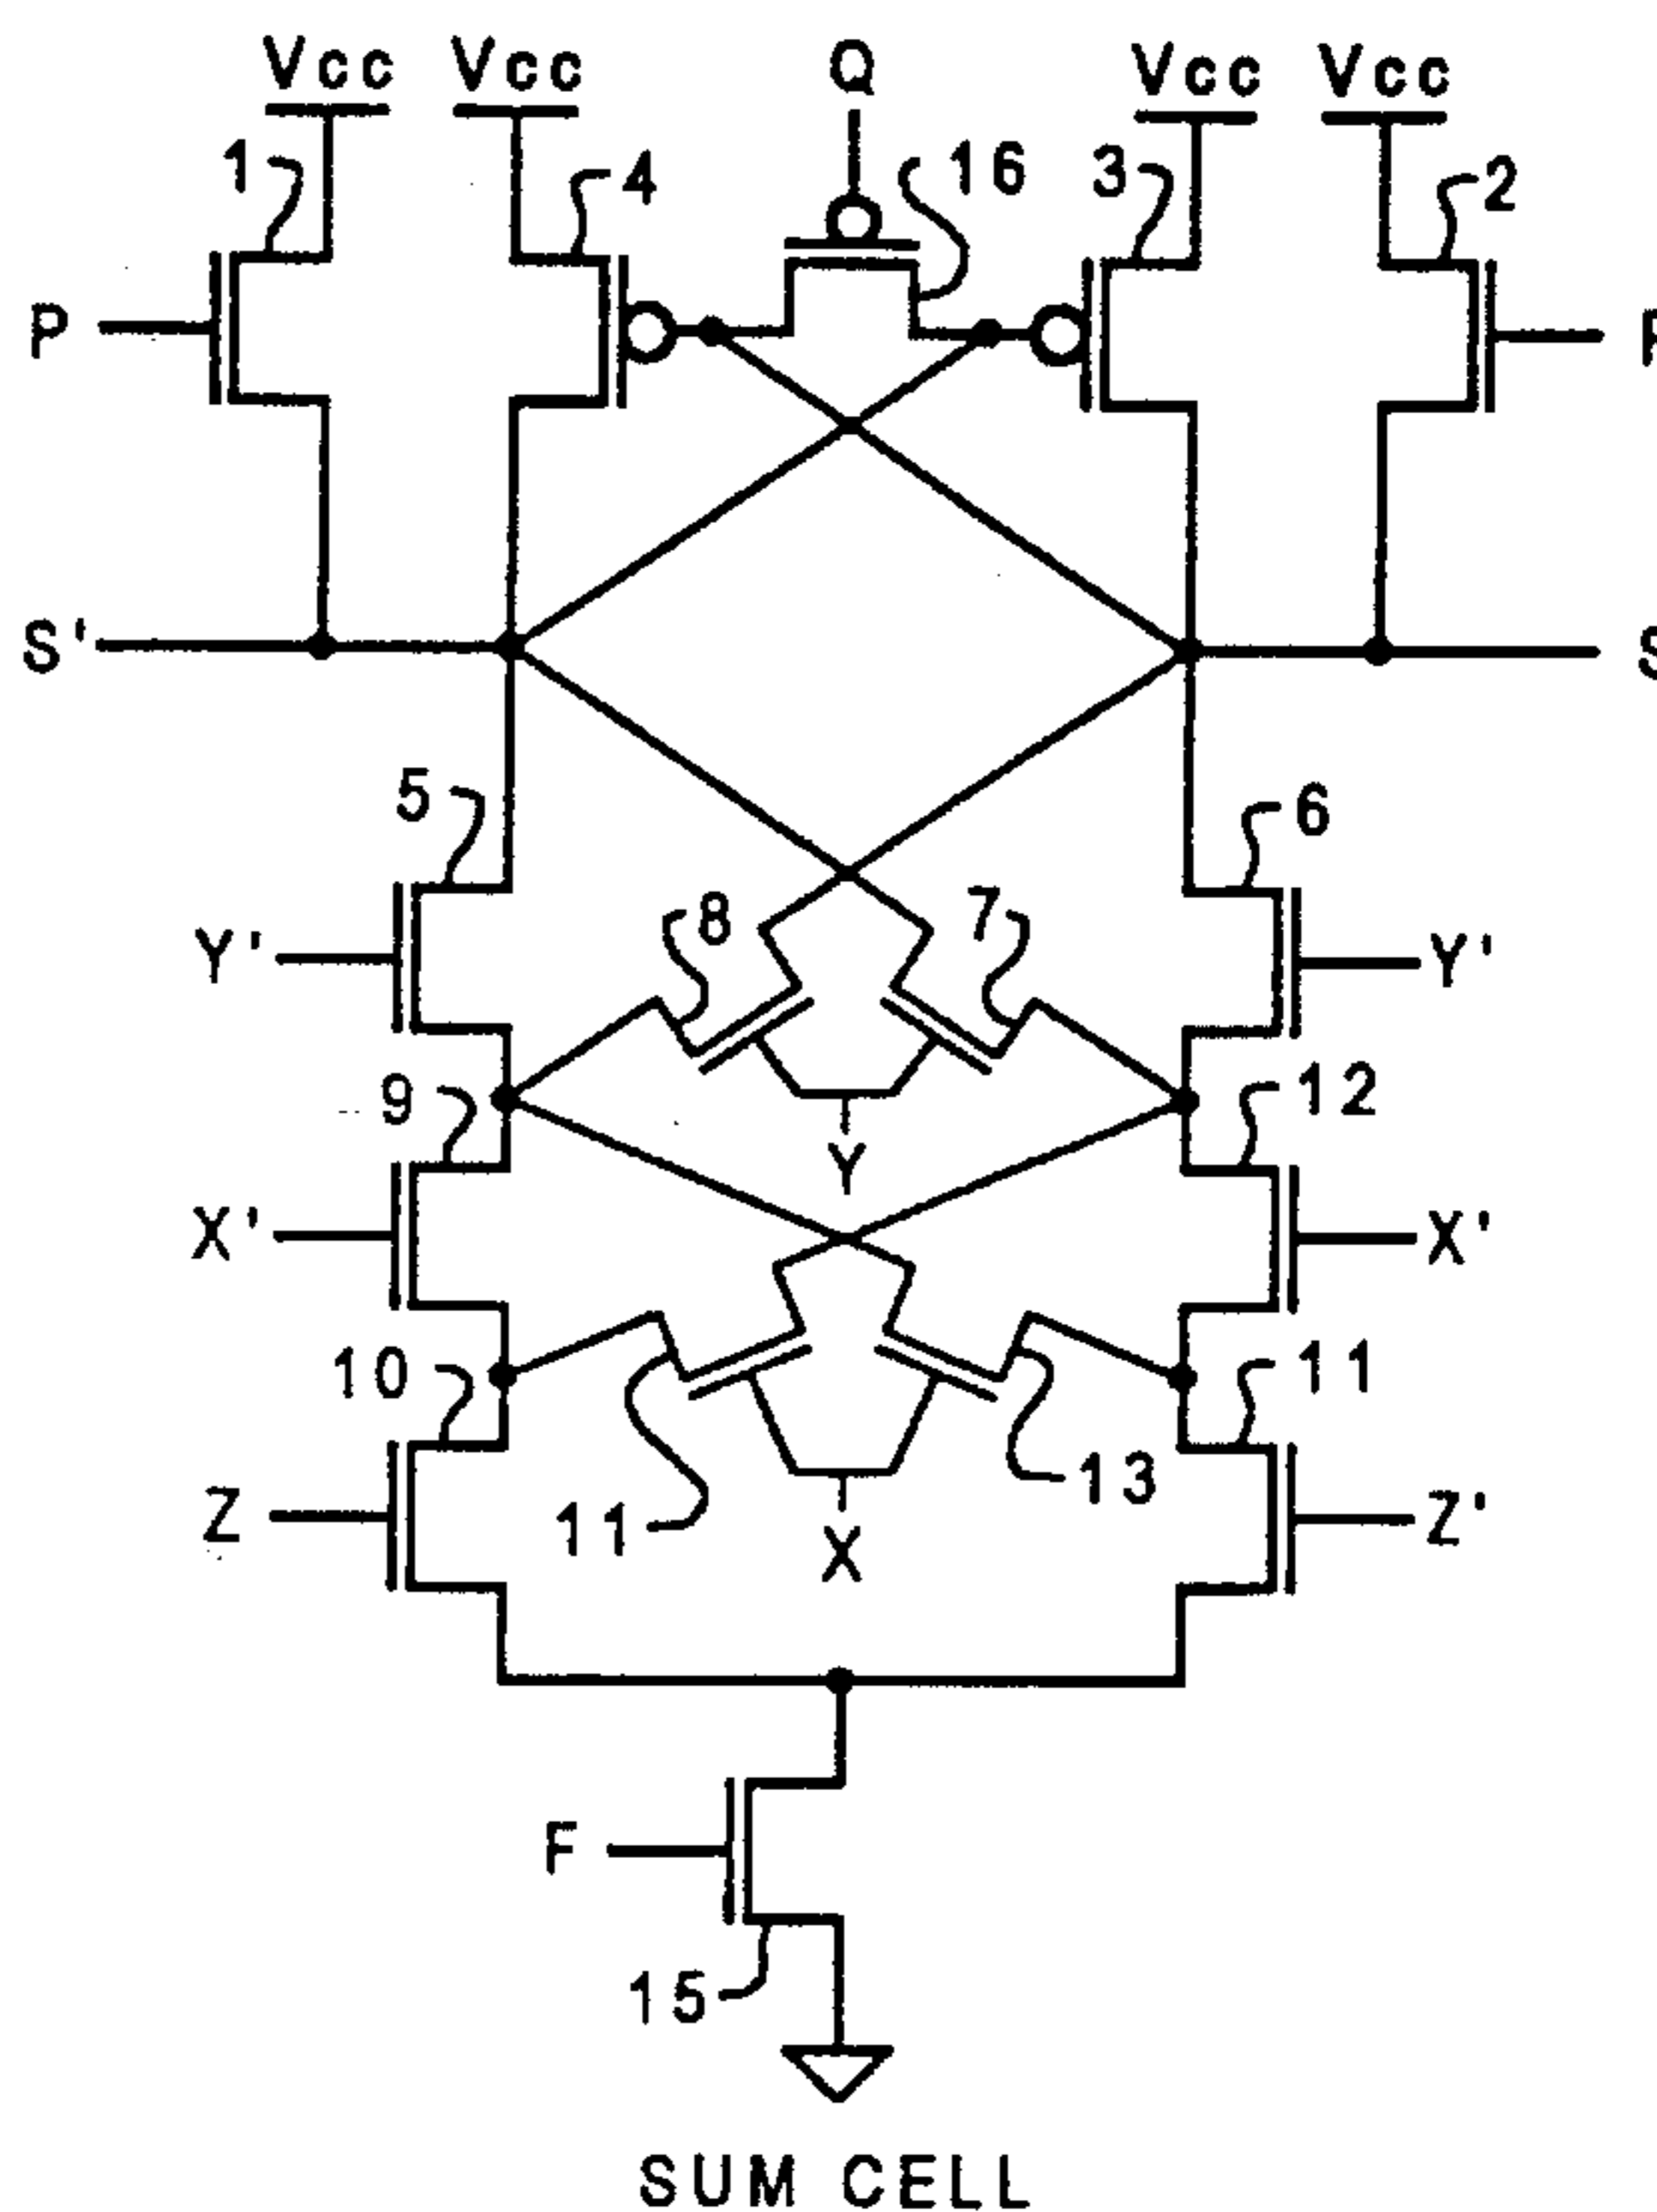 Vcc Vcc Q Vcc Vcc
1 4 16 3 2
P
S'
5 6
8 7
Y' Y'
9 12
Y
X' X'
10 11
11 13
Z Z'
X
F
15
SUM CELL